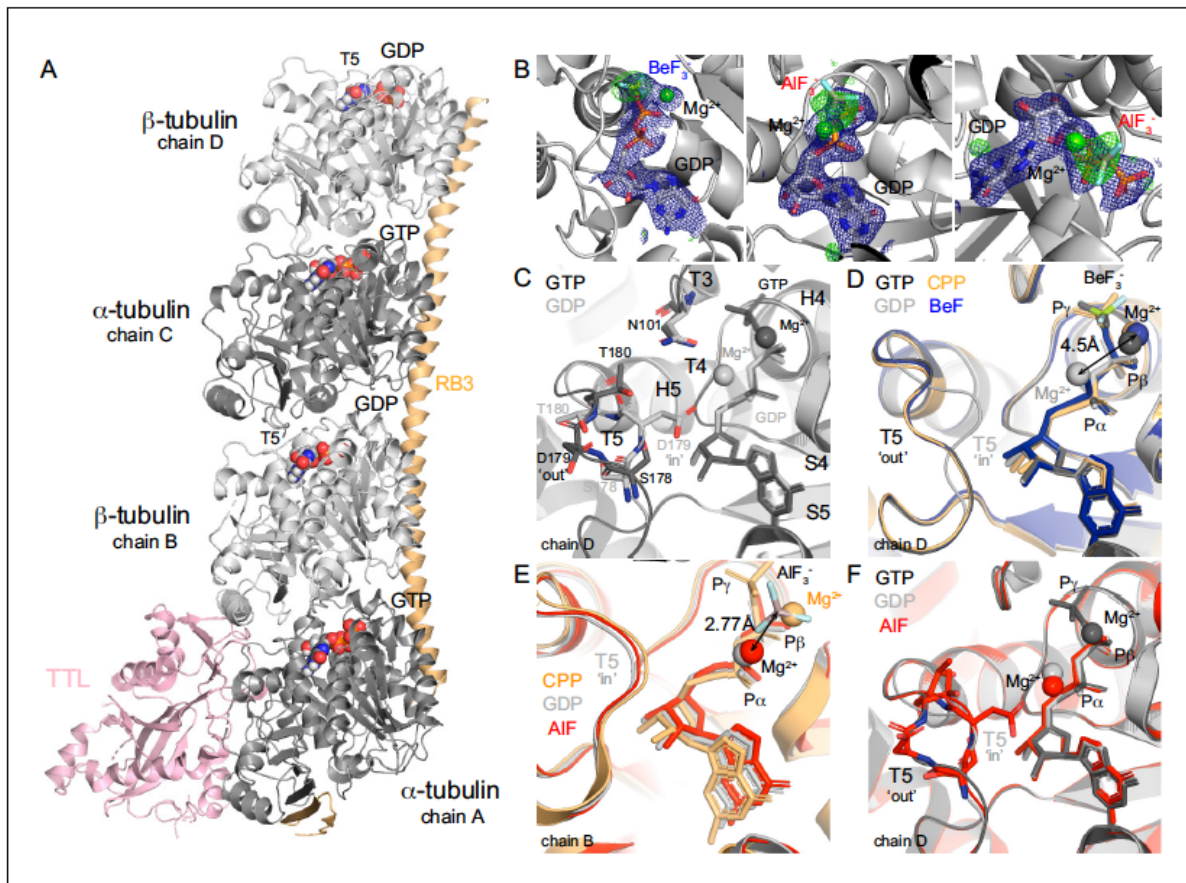 A
T5
GDP
β-tubulin
chain D
GTP
α-tubulin
chain C
RB3
GDP
T5
β-tubulin
chain B
GTP
TTL
α-tubulin
chain A
B
BeF3-
Mg2+
GDP
AlF3-
Mg2+
GDP
GDP
AlF3-
Mg2+
C
GTP
GDP
T3
GTP
H4
N101
Mg2+
T180
T4
Mg2+
H5
T180
GDP
T5
D179
'in'
D179
'out'
S178
S178
S4
S5
chain D
D
GTP CPP
GDP BeF
BeF3-
Pγ
Mg2+
4.5Å
Mg2+
Pβ
Pα
T5
'out'
T5
'in'
chain D
E
AlF3-
Pγ
Mg2+
2.77Å
Pβ
T5
'in'
Mg2+
CPP
GDP
AlF
Pα
chain B
F
GTP
GDP
AlF
Pγ
Mg2+
Pβ
Mg2+
Pα
T5
'in'
T5
'out'
chain D